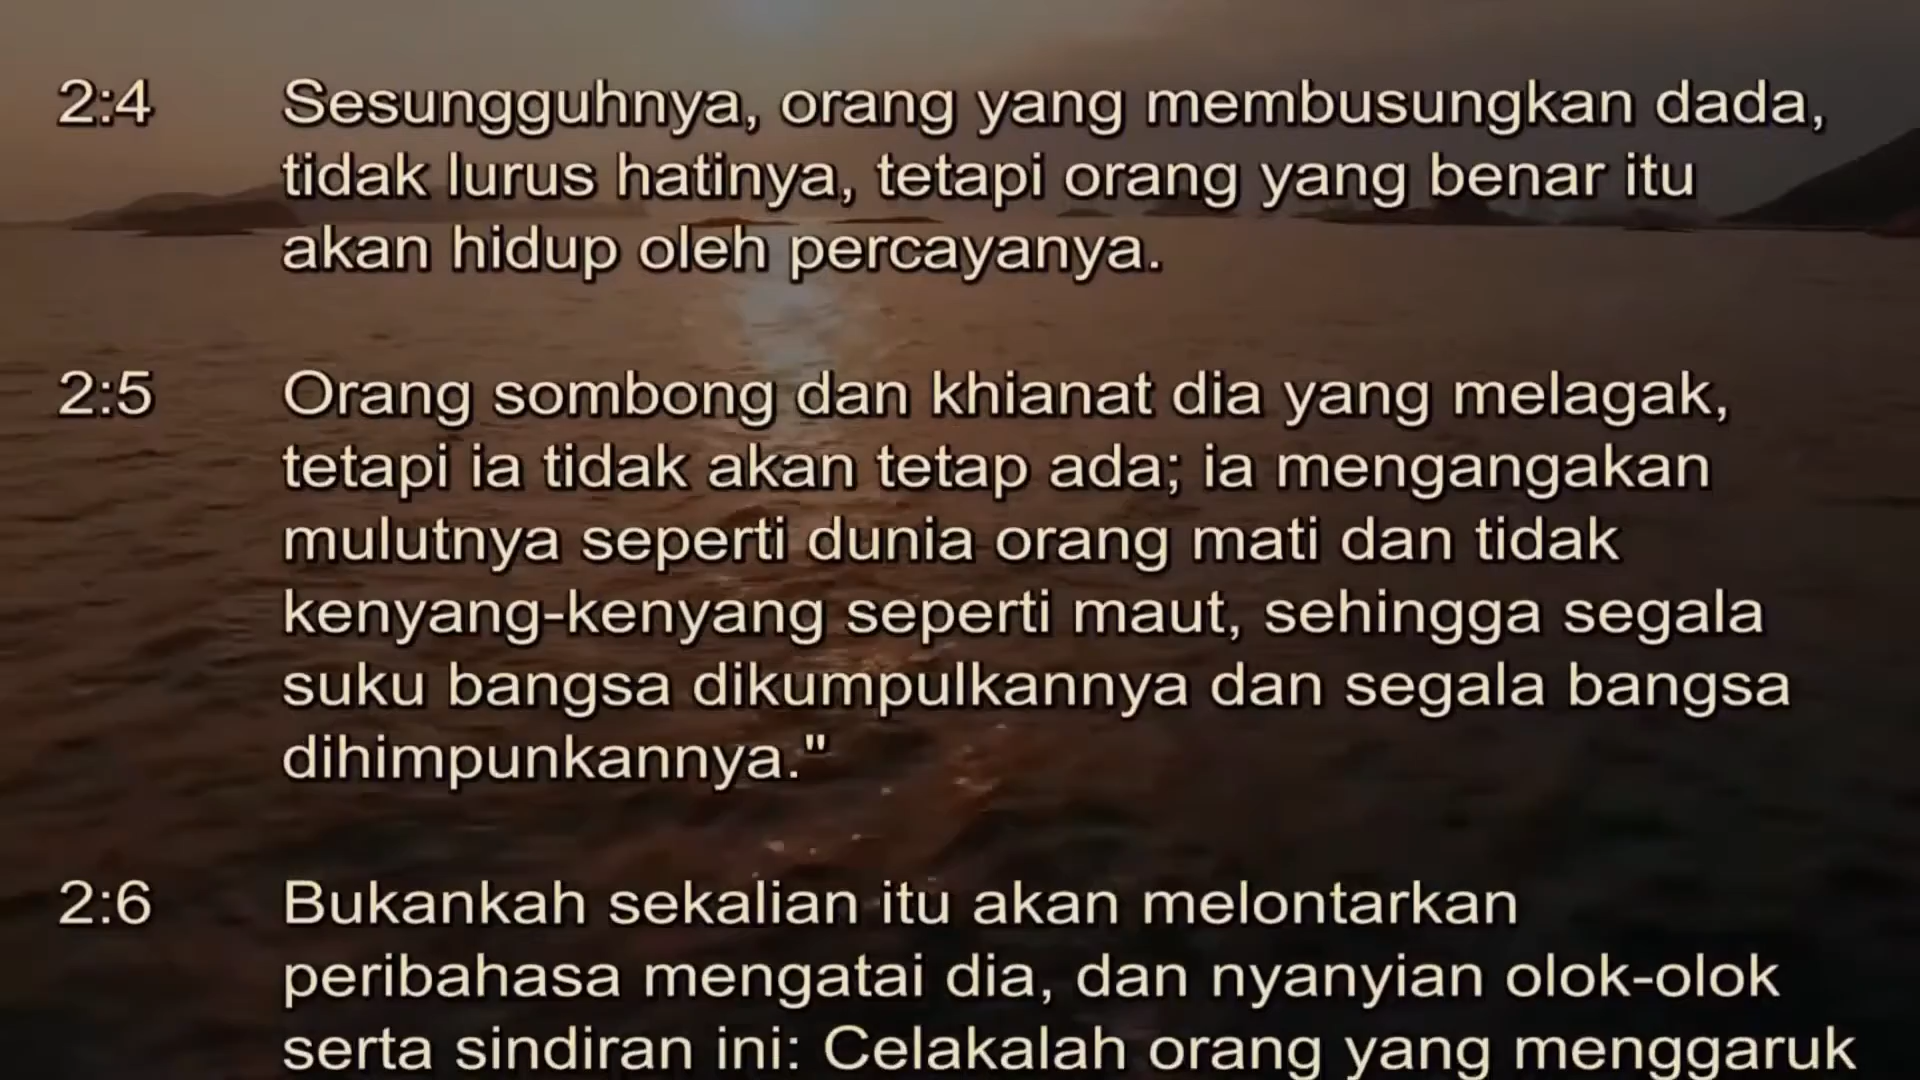 2:4 Sesungguhnya, orang yang membusungkan dada,
tidak lurus hatinya, tetapi orang yang benar itu
akan hidup oleh percayanya.
2:5 Orang sombong dan khianat dia yang melagak,
tetapi ia tidak akan tetap ada; ia mengangakan
mulutnya seperti dunia orang mati dan tidak
kenyang-kenyang seperti maut, sehingga segala
suku bangsa dikumpulkannya dan segala bangsa
dihimpunkannya."
2:6 Bukankah sekalian itu akan melontarkan
peribahasa mengatai dia, dan nyanyian olok-olok
serta sindiran ini: Celakalah orang yang menggaruk